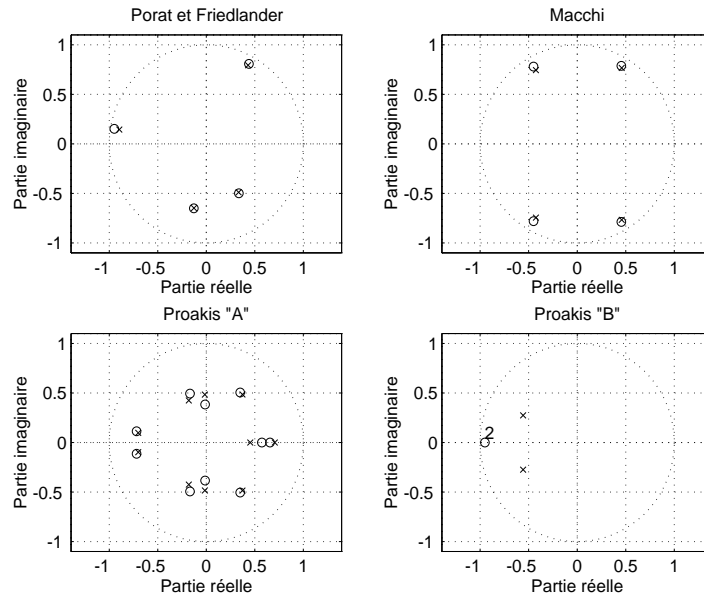 Porat et Friedlander
1
0.5
0
-0.5
-1
Partie imaginaire
-1 -0.5 0 0.5 1
Partie réelle
Macchi
1
0.5
0
-0.5
-1
Partie imaginaire
-1 -0.5 0 0.5 1
Partie réelle
Proakis "A"
1
0.5
0
-0.5
-1
Partie imaginaire
-1 -0.5 0 0.5 1
Partie réelle
Proakis "B"
1
0.5
0
-0.5
-1
Partie imaginaire
2
-1 -0.5 0 0.5 1
Partie réelle